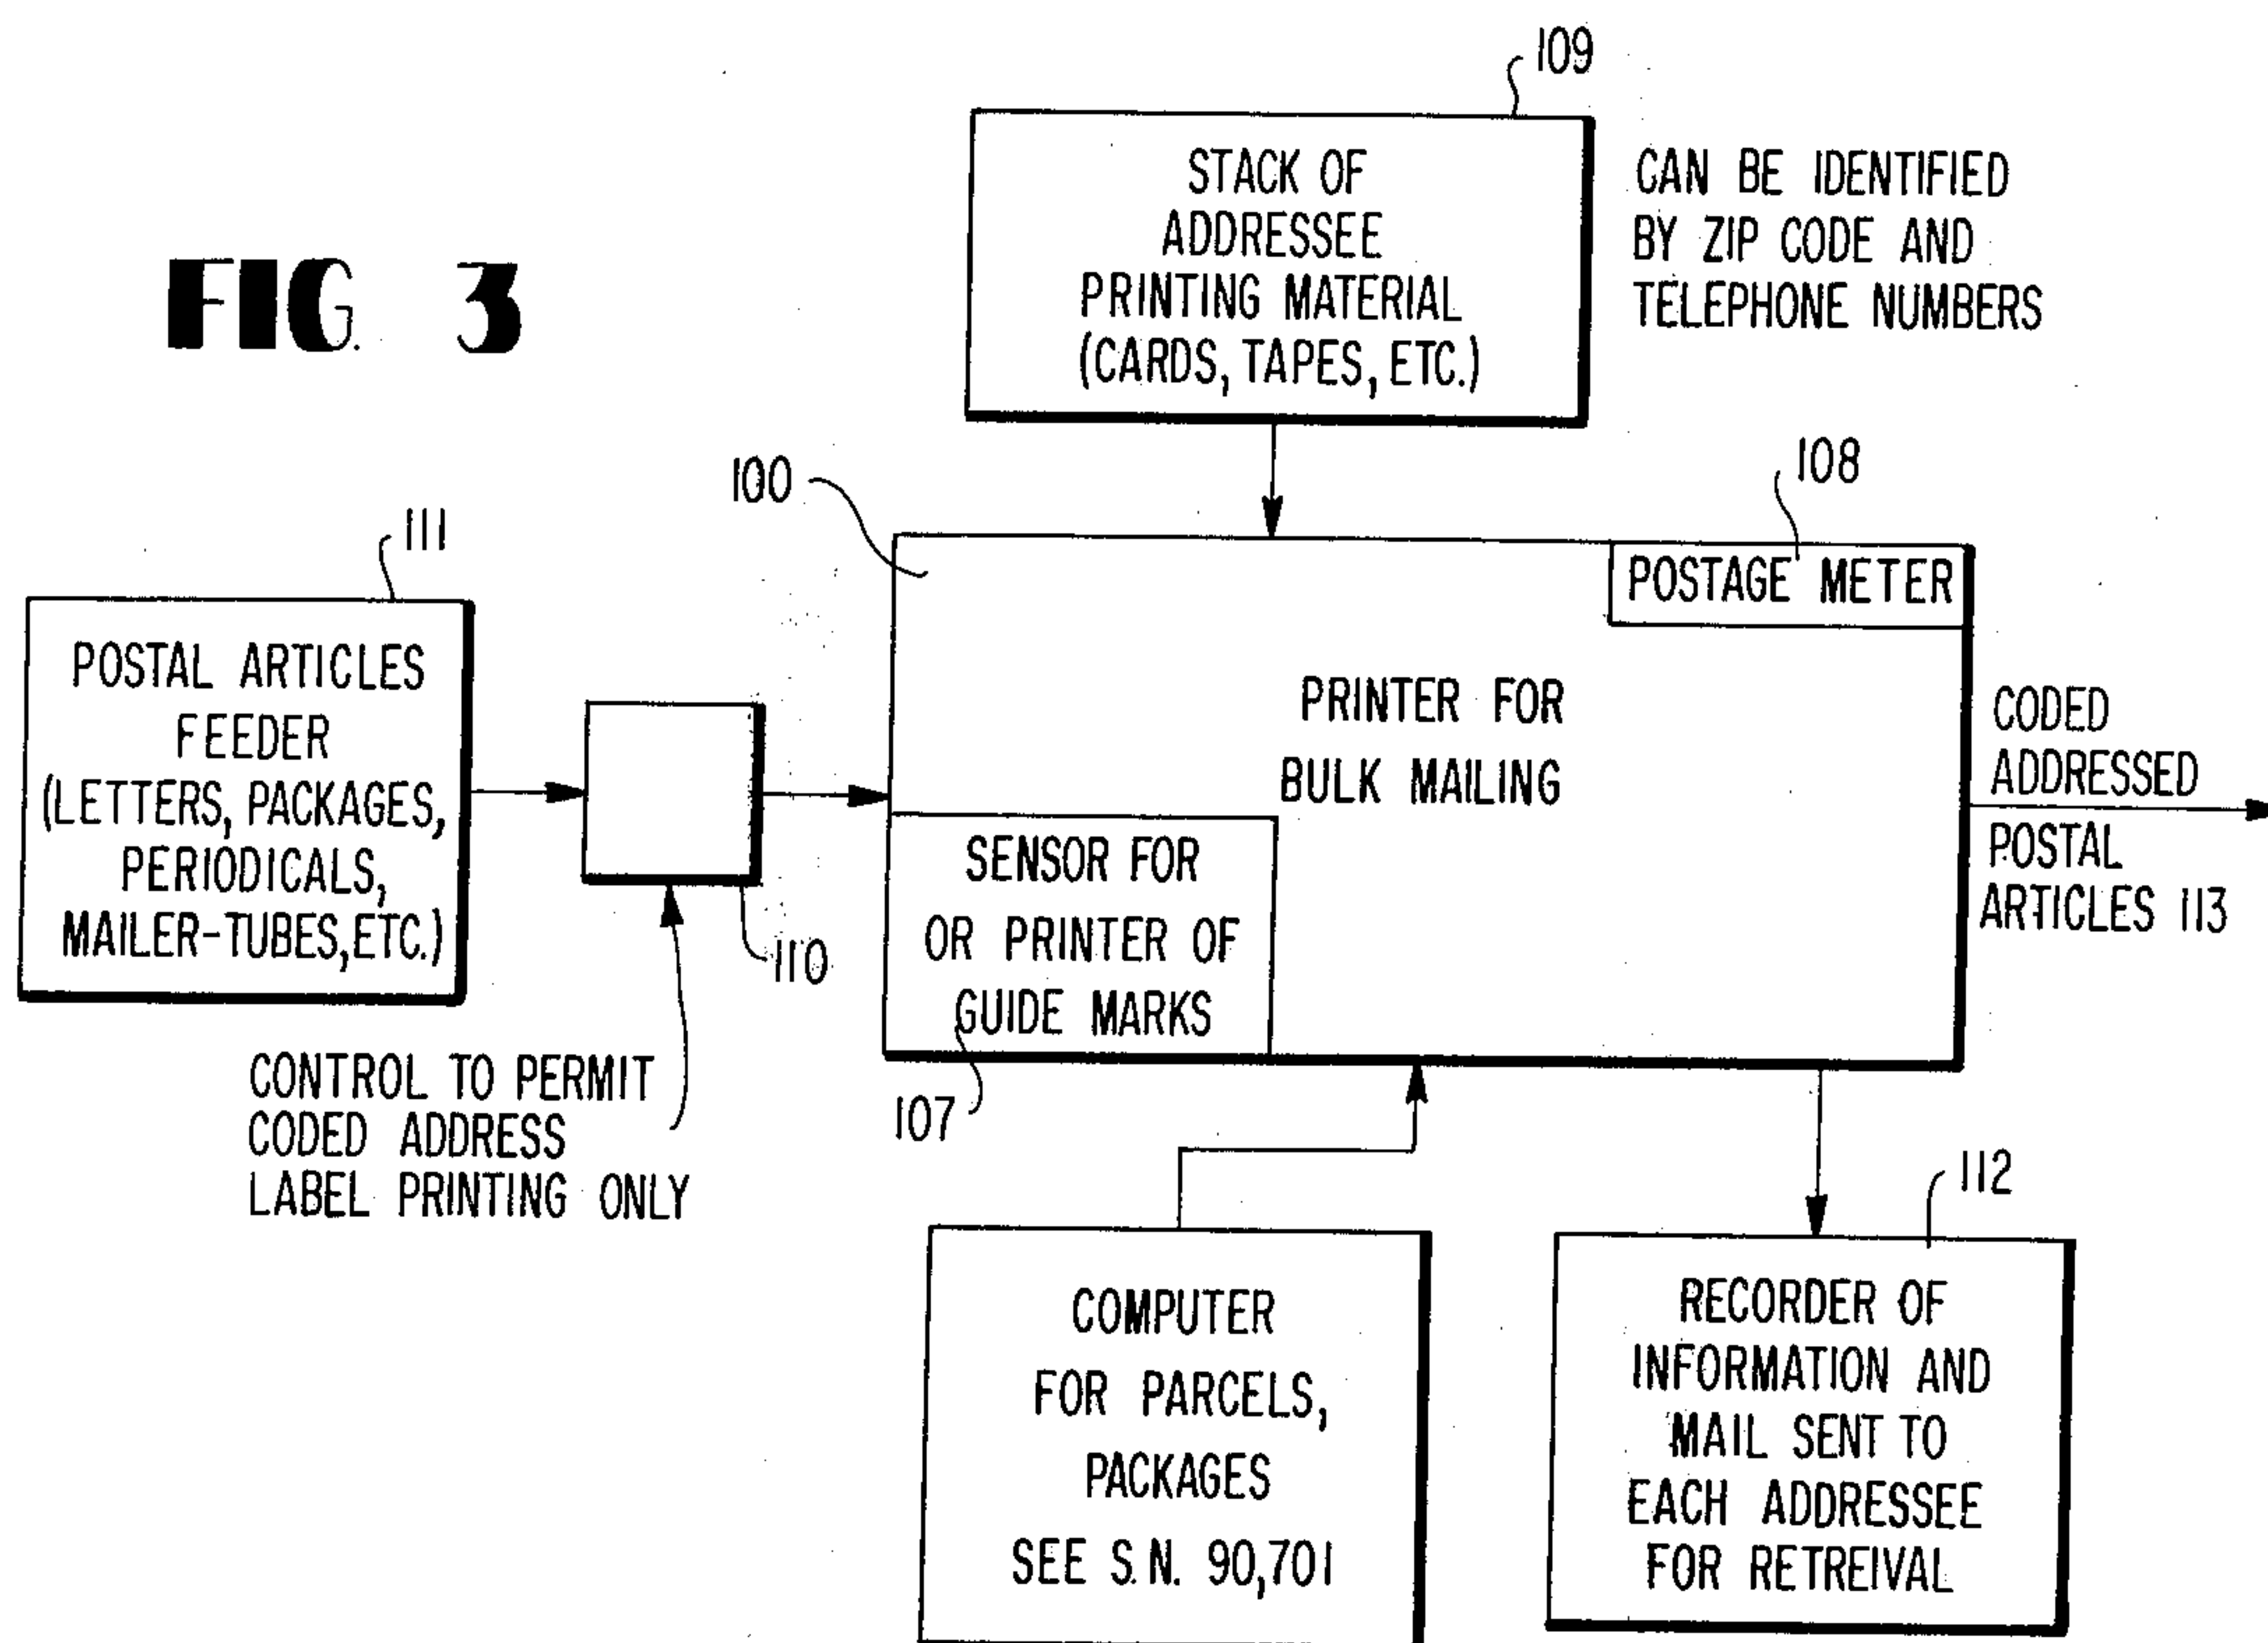 FIG. 3
109
STACK OF
ADDRESSEE
PRINTING MATERIAL
(CARDS, TAPES, ETC.)
CAN BE IDENTIFIED
BY ZIP CODE AND
TELEPHONE NUMBERS
100
108
POSTAGE METER
111
POSTAL ARTICLES
FEEDER
(LETTERS, PACKAGES,
PERIODICALS,
MAILER-TUBES, ETC.)
110
CONTROL TO PERMIT
CODED ADDRESS
LABEL PRINTING ONLY
PRINTER FOR
BULK MAILING
SENSOR FOR
OR PRINTER OF
GUIDE MARKS
107
CODED
ADDRESSED
POSTAL
ARTICLES 113
COMPUTER
FOR PARCELS,
PACKAGES
SEE S.N. 90,701
112
RECORDER OF
INFORMATION AND
MAIL SENT TO
EACH ADDRESSEE
FOR RETREIVAL